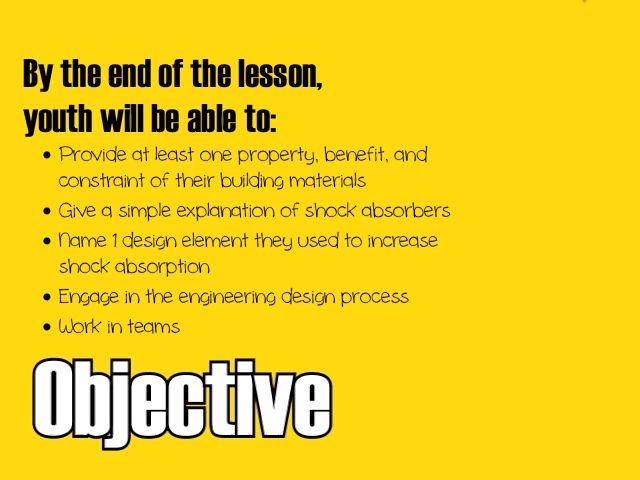 By the end of the lesson,
youth will be able to:
• Provide at least one property, benefit, and
constraint of their building materials
• Give a simple explanation of shock absorbers
• Name 1 design element they used to increase
shock absorption
• Engage in the engineering design process
• Work in teams
Objective